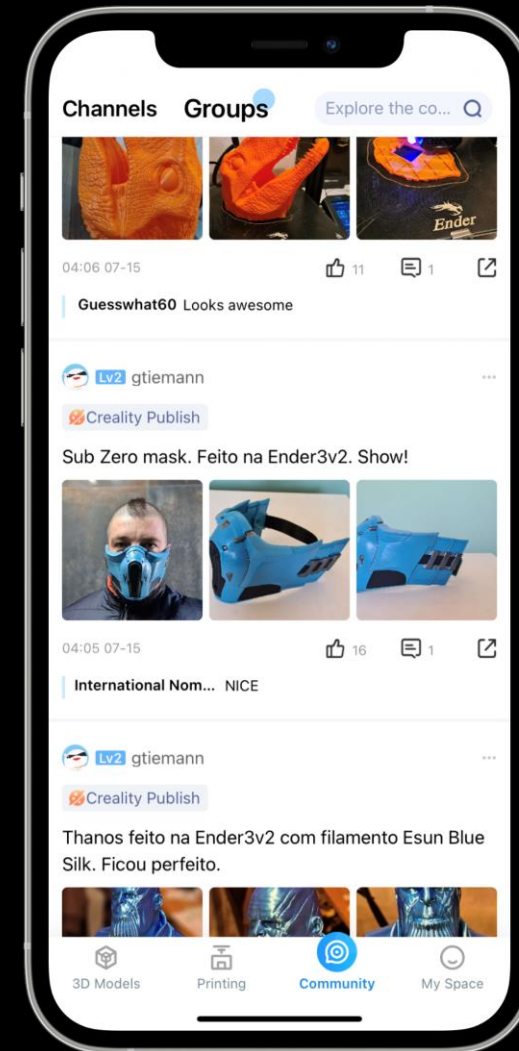 Channels Groups Explore the co...
Ender
04:06 07-15 11 1
Guesswhat60 Looks awesome
Lv2 gtiemann
Creality Publish
Sub Zero mask. Feito na Ender3v2. Show!
04:05 07-15 16 1
International Nom... NICE
Lv2 gtiemann
Creality Publish
Thanos feito na Ender3v2 com filamento Esun Blue
Silk. Ficou perfeito.
3D Models Printing Community My Space